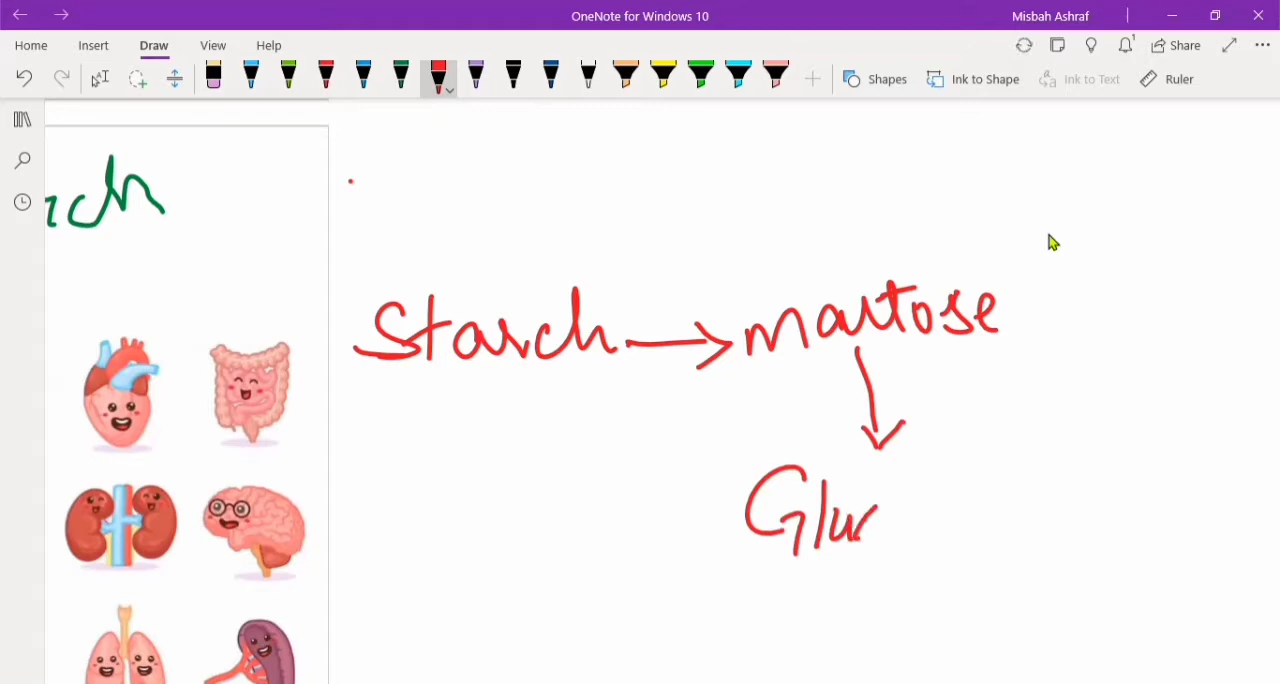 OneNote for Windows 10
Misbah Ashraf
Home Insert Draw View Help
1 Share
Shapes Ink to Shape Ink to Text Ruler
ch
Starch → maltose
Glu